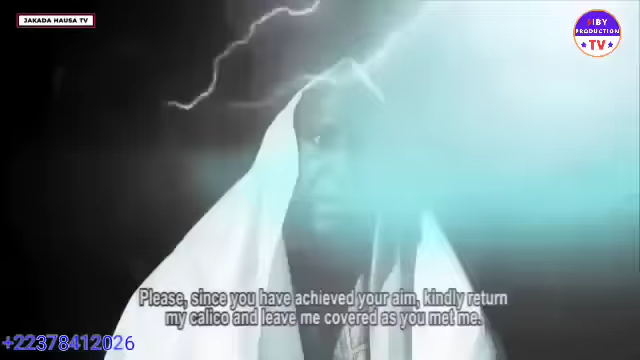 JAKADA HAUSA TV
SIBY
PRODUCTION
TV
Please, since you have achieved your aim, kindly return
my calico and leave me covered as you met me.
+22378412026